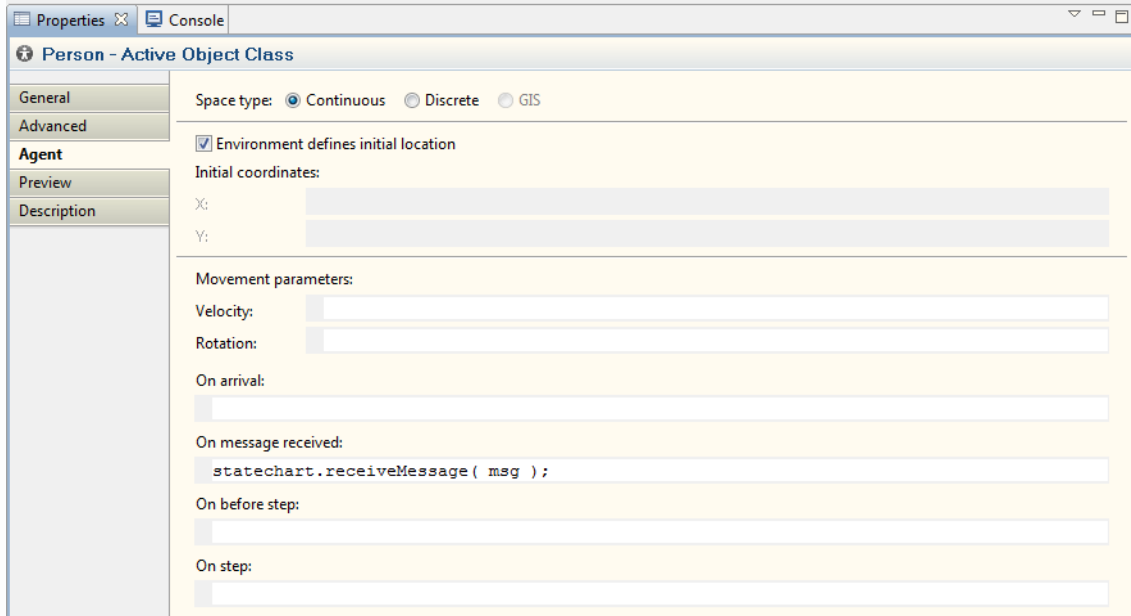 Properties Console
Person - Active Object Class
General
Advanced
Agent
Preview
Description
Space type: Continuous Discrete GIS
Environment defines initial location
Initial coordinates:
X:
Y:
Movement parameters:
Velocity:
Rotation:
On arrival:
On message received:
statechart.receiveMessage( msg );
On before step:
On step: